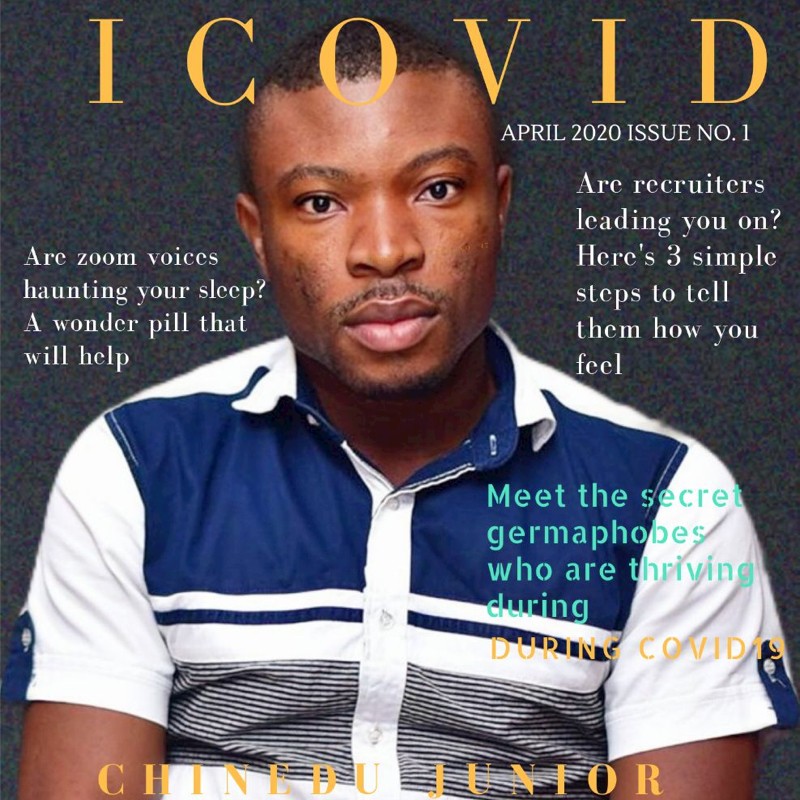 ICOVID
APRIL 2020 ISSUE NO. 1
Are recruiters
leading you on?
Here's 3 simple
steps to tell
them how you
feel
Are zoom voices
haunting your sleep?
A wonder pill that
will help
Meet the secret
germaphobes
who are thriving
during
DURING COVID19
CHINEDU JUNIOR